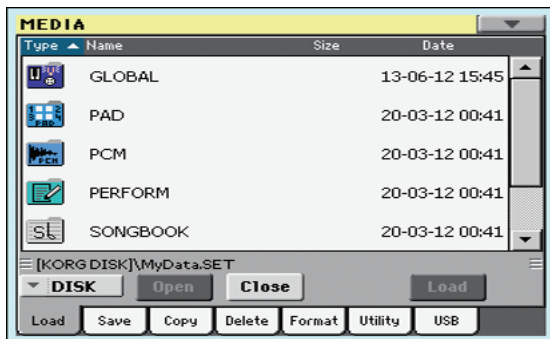 MEDIA
Type Name Size Date
GLOBAL 13-06-12 15:45
PAD 20-03-12 00:41
PCM 20-03-12 00:41
PERFORM 20-03-12 00:41
SONGBOOK 20-03-12 00:41
[KORG DISK]\MyData.SET
DISK Open Close Load
Load Save Copy Delete Format Utility USB